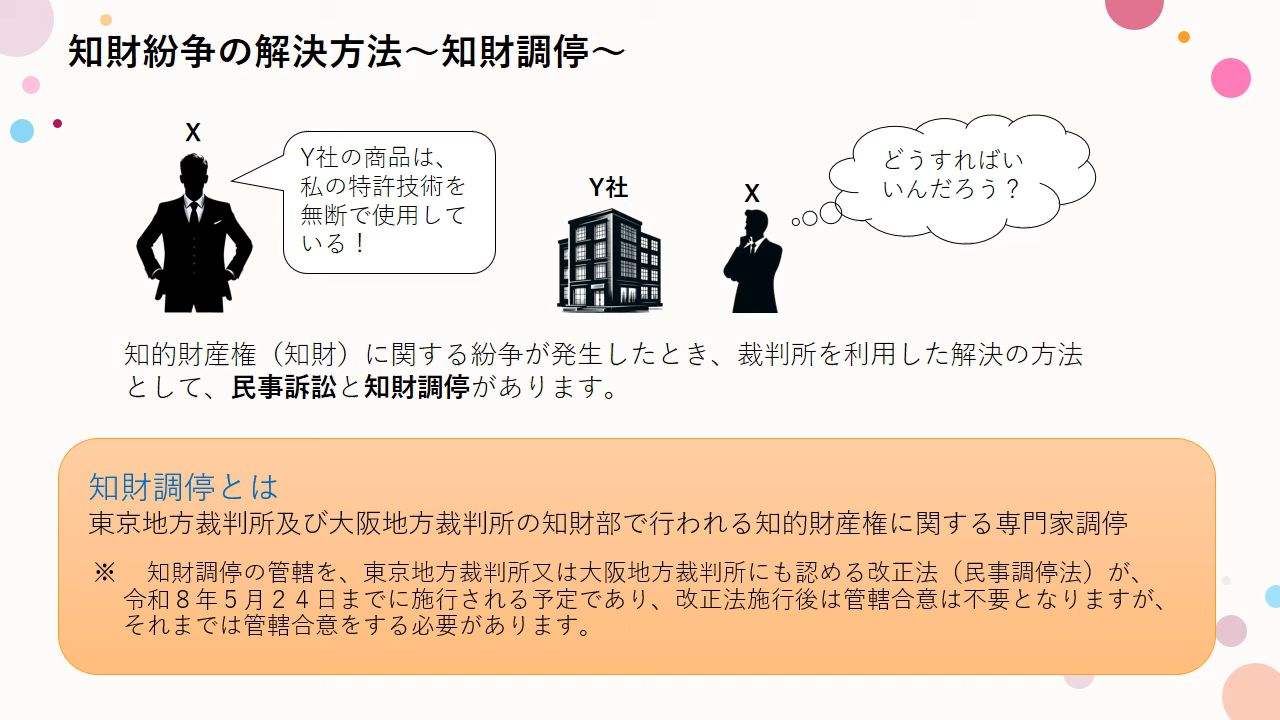 知財紛争の解決方法～知財調停～
X
Y社の商品は、
私の特許技術を
無断で使用して
いる！
Y社
X
どうすればい
いんだろう？
知的財産権（知財）に関する紛争が発生したとき、裁判所を利用した解決の方法
として、民事訴訟と知財調停があります。
知財調停とは
東京地方裁判所及び大阪地方裁判所の知財部で行われる知的財産権に関する専門家調停
※　知財調停の管轄を、東京地方裁判所又は大阪地方裁判所にも認める改正法（民事調停法）が、
令和８年５月２４日までに施行される予定であり、改正法施行後は管轄合意は不要となりますが、
それまでは管轄合意をする必要があります。